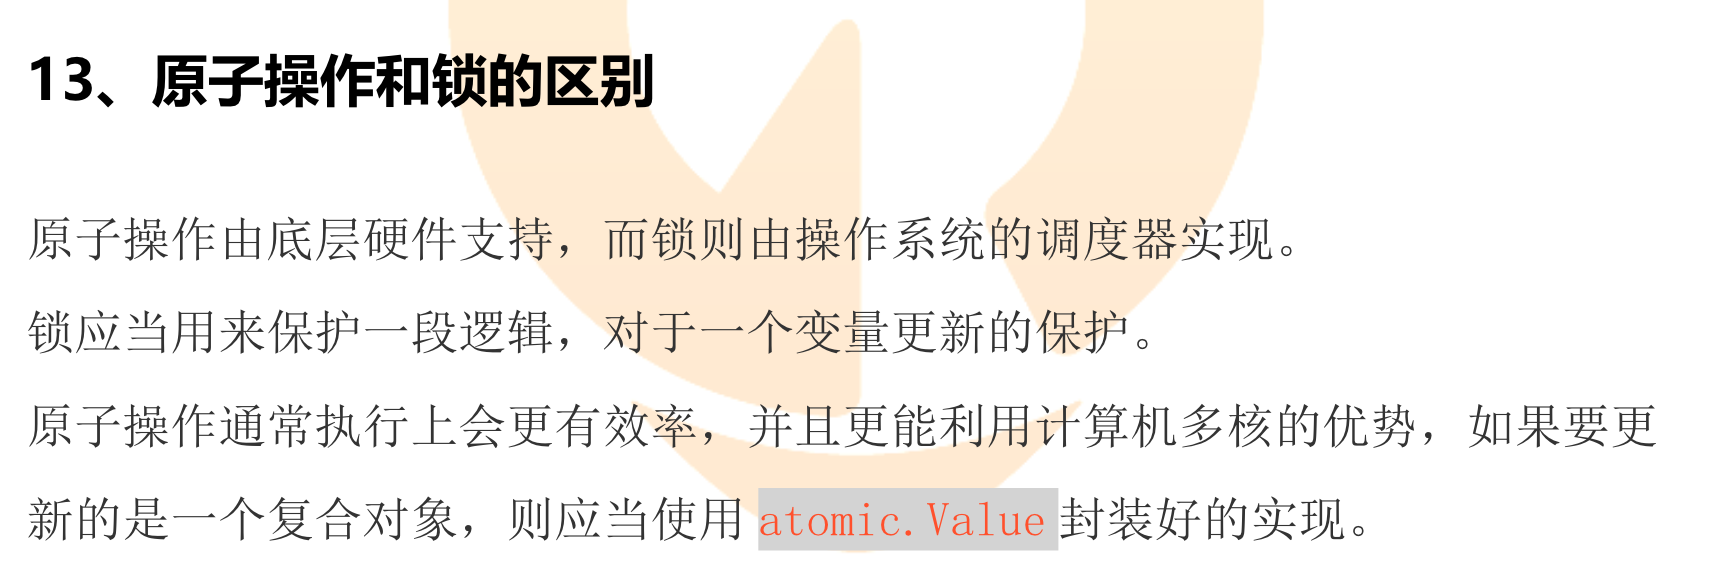 13、原子操作和锁的区别
原子操作由底层硬件支持，而锁则由操作系统的调度器实现。
锁应当用来保护一段逻辑，对于一个变量更新的保护。
原子操作通常执行上会更有效率，并且更能利用计算机多核的优势，如果要更
新的是一个复合对象，则应当使用 atomic.Value 封装好的实现。